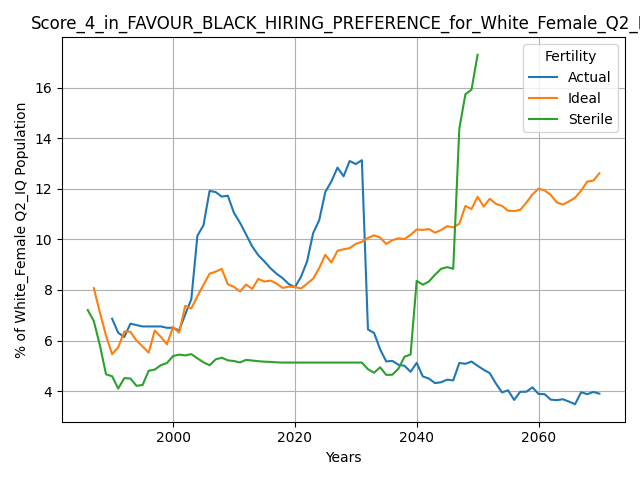 Score_4_in_FAVOUR_BLACK_HIRING_PREFERENCE_for_White_Female_Q2_I
Fertility
Actual
Ideal
Sterile
% of White_Female Q2_IQ Population
16
14
12
10
8
6
4
2000
2020
2040
2060
Years